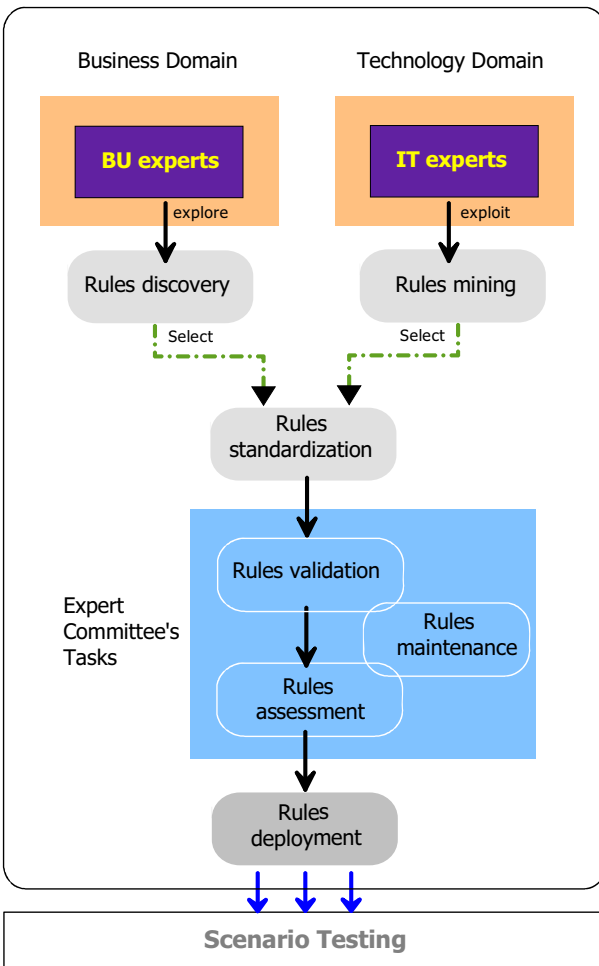 Business Domain
Technology Domain
BU experts
IT experts
explore
exploit
Rules discovery
Rules mining
Select
Select
Rules
standardization
Rules validation
Expert
Committee's
Tasks
Rules
maintenance
Rules
assessment
Rules
deployment
Scenario Testing